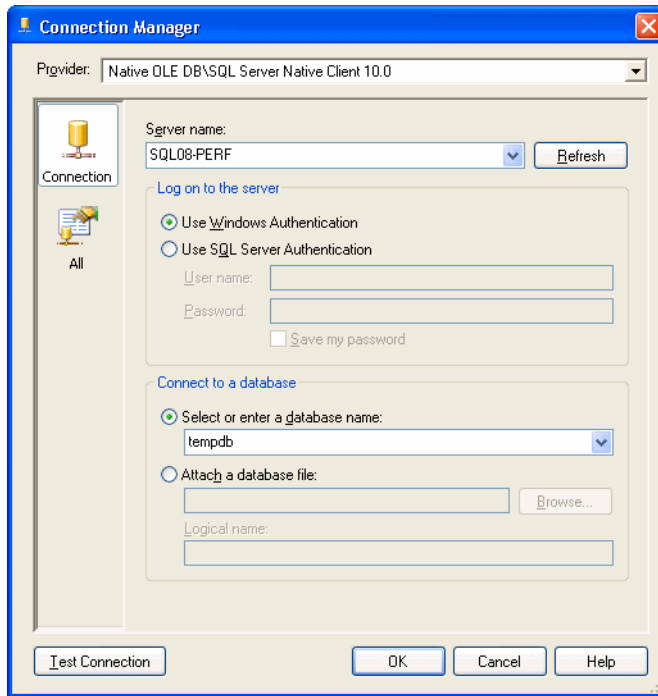 Connection Manager
Provider: Native OLE DB\SQL Server Native Client 10.0
Connection
All
Server name:
SQL08-PERF
Refresh
Log on to the server
Use Windows Authentication
Use SQL Server Authentication
User name:
Password:
Save my password
Connect to a database
Select or enter a database name:
tempdb
Attach a database file:
Browse...
Logical name:
Test Connection OK Cancel Help